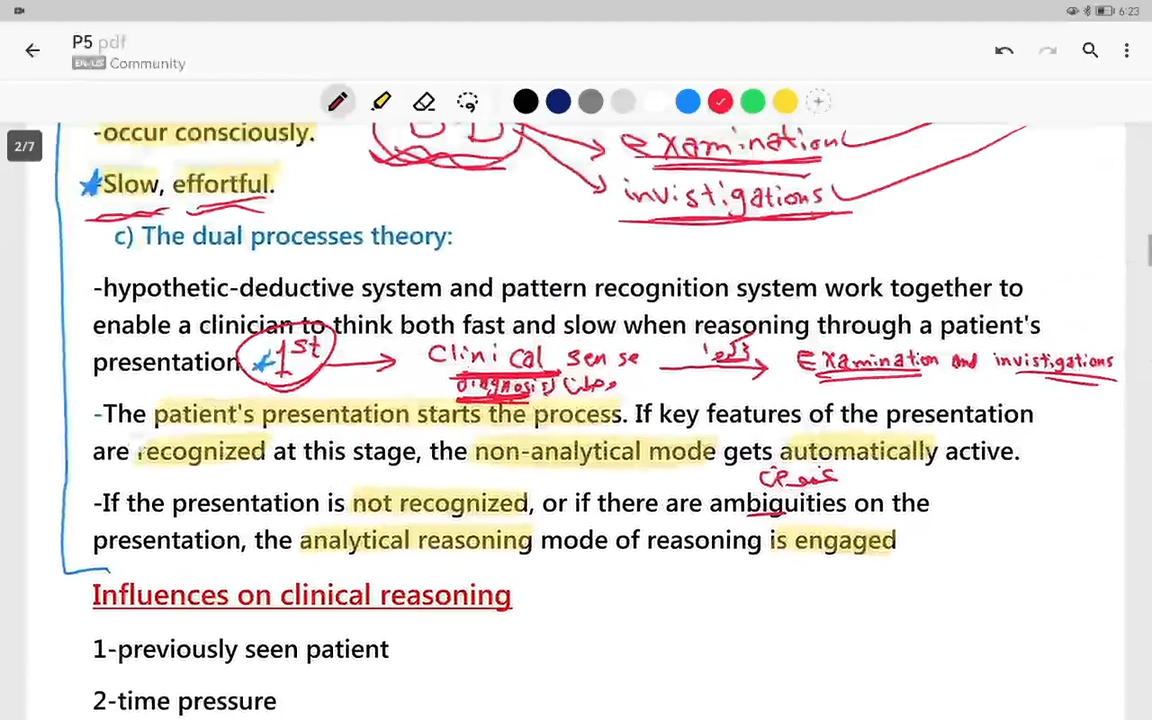 6:23
P5 pdf
EN-US Community
2/7
-occur consciously.
examination
-Slow, effortful.
invistigations
c) The dual processes theory:
-hypothetic-deductive system and pattern recognition system work together to
enable a clinician to think both fast and slow when reasoning through a patient's
presentation
1st Clinical sense Examination and invistigations
diagnosis
-The patient's presentation starts the process. If key features of the presentation
are recognized at this stage, the non-analytical mode gets automatically active.
-If the presentation is not recognized, or if there are ambiguities on the
presentation, the analytical reasoning mode of reasoning is engaged
Influences on clinical reasoning
1-previously seen patient
2-time pressure